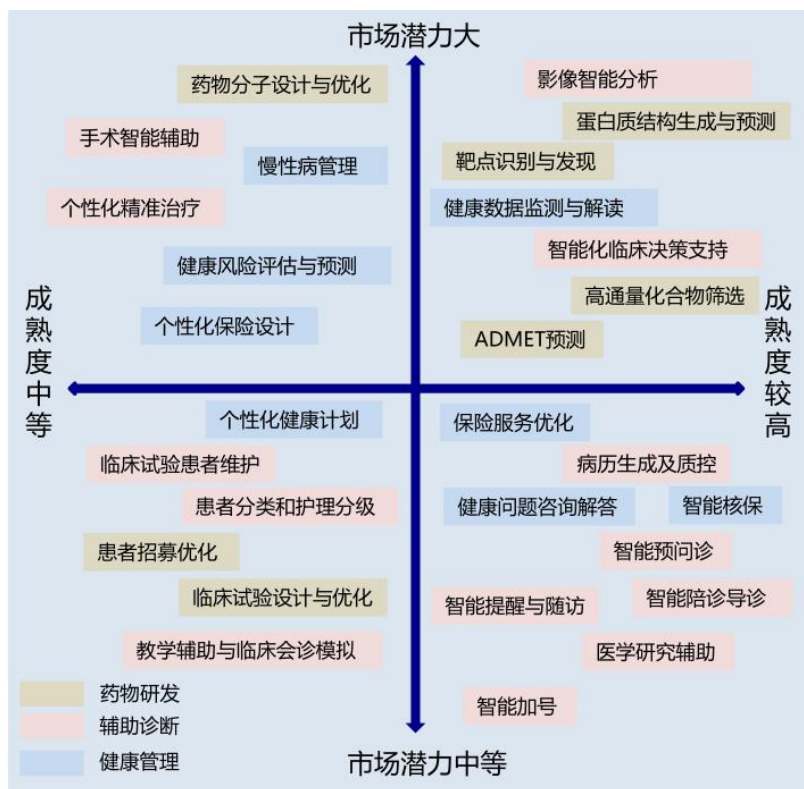 市场潜力大
药物分子设计与优化
影像智能分析
蛋白质结构生成与预测
手术智能辅助
慢性病管理
靶点识别与发现
个性化精准治疗
健康数据监测与解读
智能化临床决策支持
健康风险评估与预测
高通量化合物筛选
个性化保险设计
ADMET预测
成熟度中等
成熟度较高
个性化健康计划
保险服务优化
临床试验患者维护
病历生成及质控
患者分类和护理分级
健康问题咨询解答
智能核保
患者招募优化
智能预问诊
临床试验设计与优化
智能提醒与随访
智能陪诊导诊
教学辅助与临床会诊模拟
医学研究辅助
药物研发
智能加号
辅助诊断
健康管理
市场潜力中等